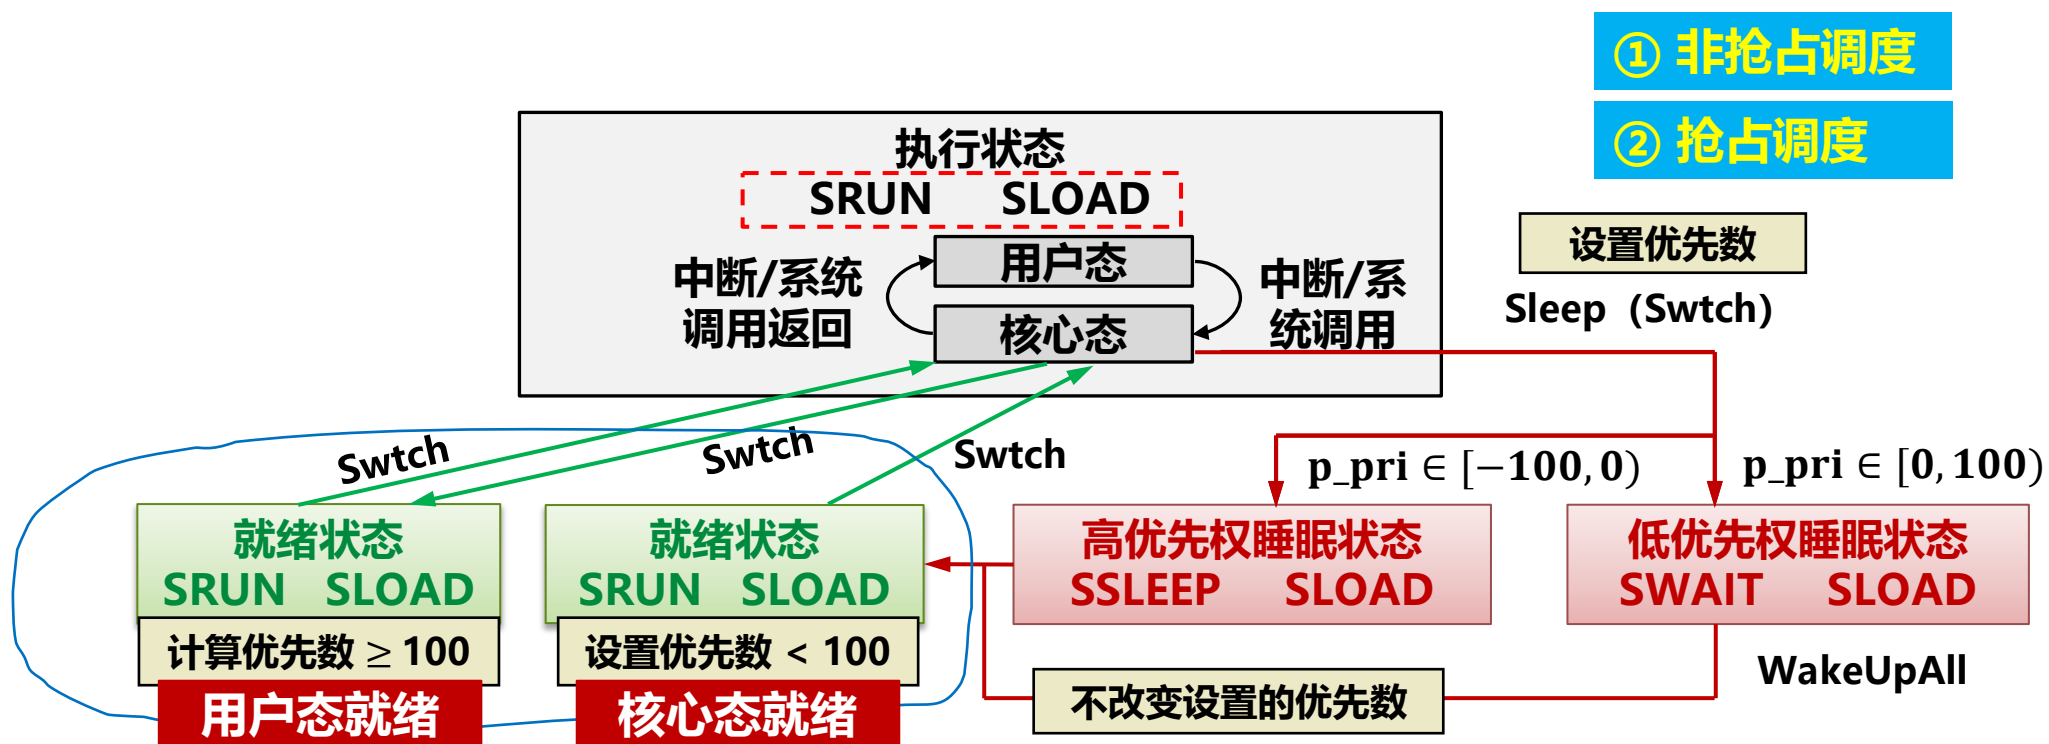 ① 非抢占调度
② 抢占调度
执行状态
SRUN SLOAD
用户态
核心态
中断/系统
调用返回
中断/系
统调用
设置优先数
Sleep（Swtch）
Swtch
Swtch
Swtch
p_pri ∈ [−100, 0)
p_pri ∈ [0, 100)
就绪状态
SRUN SLOAD
计算优先数 ≥ 100
用户态就绪
就绪状态
SRUN SLOAD
设置优先数 < 100
核心态就绪
高优先权睡眠状态
SSLEEP SLOAD
低优先权睡眠状态
SWAIT SLOAD
不改变设置的优先数
WakeUpAll